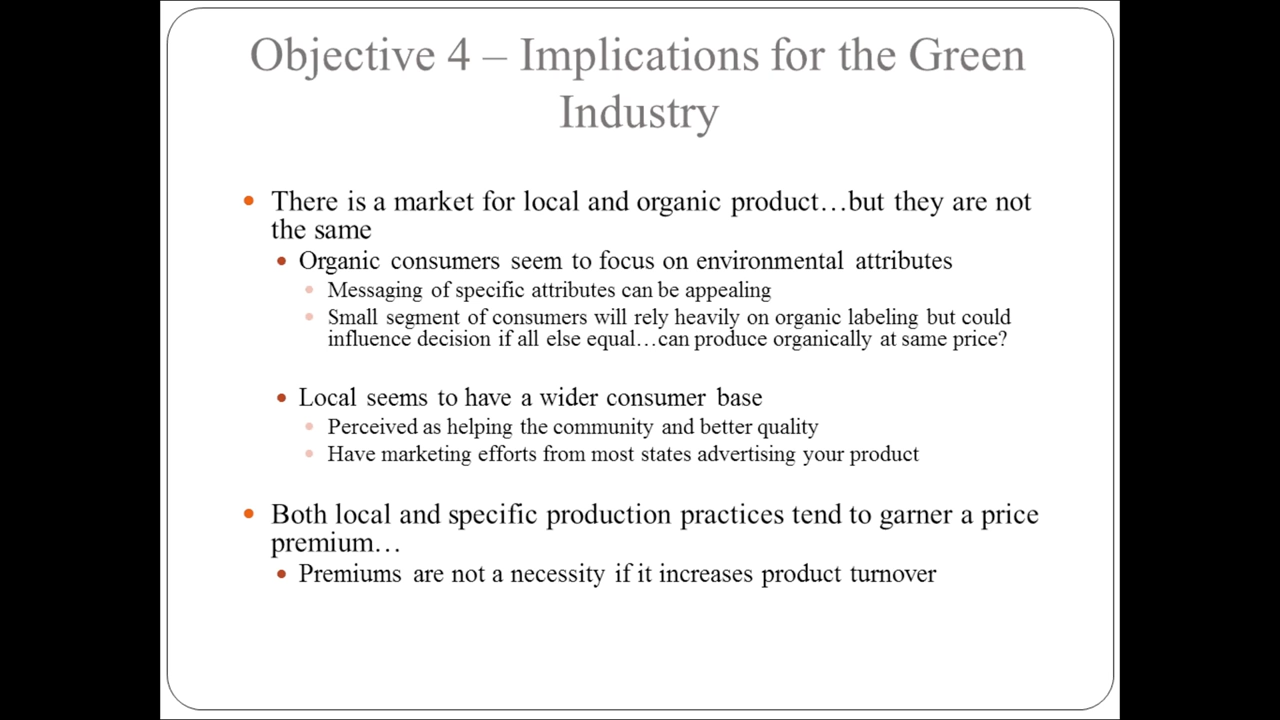 Objective 4 – Implications for the Green
Industry
There is a market for local and organic product…but they are not
the same
Organic consumers seem to focus on environmental attributes
Messaging of specific attributes can be appealing
Small segment of consumers will rely heavily on organic labeling but could
influence decision if all else equal…can produce organically at same price?
Local seems to have a wider consumer base
Perceived as helping the community and better quality
Have marketing efforts from most states advertising your product
Both local and specific production practices tend to garner a price
premium…
Premiums are not a necessity if it increases product turnover